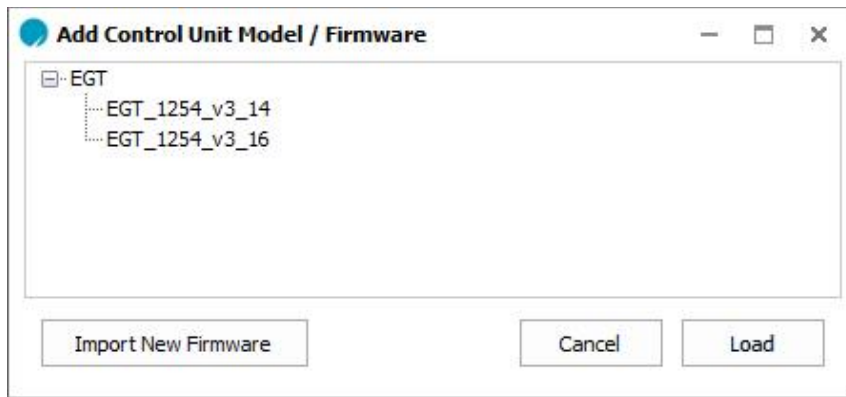 Add Control Unit Model / Firmware
EGT
EGT_1254_v3_14
EGT_1254_v3_16
Import New Firmware
Cancel
Load